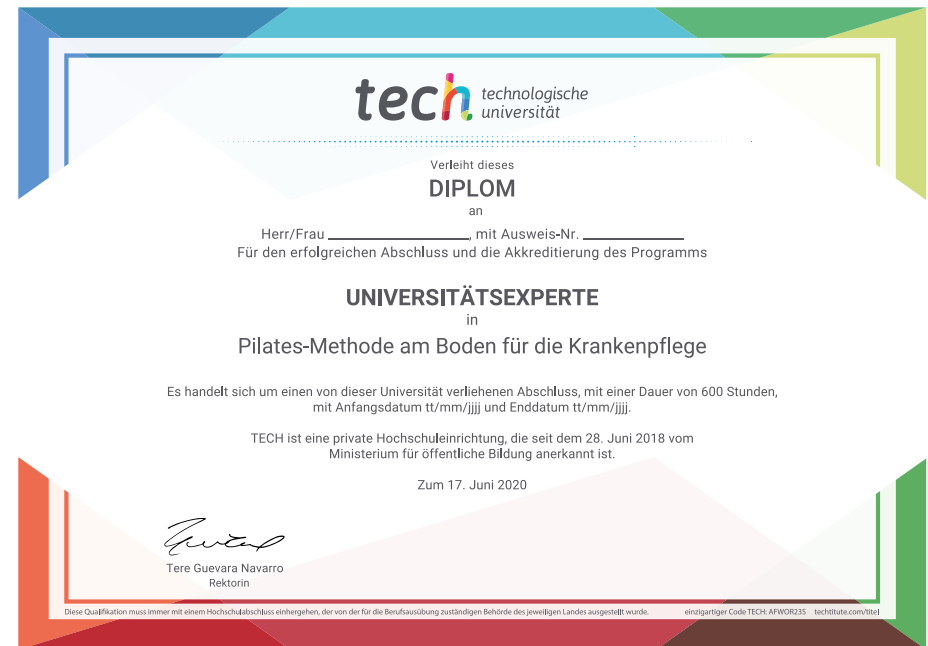 tech technologische
universität
Verleiht dieses
DIPLOM
an
Herr/Frau ____________, mit Ausweis-Nr. ____________
Für den erfolgreichen Abschluss und die Akkreditierung des Programms
UNIVERSITÄTSEXPERTE
in
Pilates-Methode am Boden für die Krankenpflege
Es handelt sich um einen von dieser Universität verliehenen Abschluss, mit einer Dauer von 600 Stunden,
mit Anfangsdatum tt/mm/jjjj und Enddatum tt/mm/jjjj.
TECH ist eine private Hochschuleinrichtung, die seit dem 28. Juni 2018 vom
Ministerium für öffentliche Bildung anerkannt ist.
Zum 17. Juni 2020
Tere Guevara Navarro
Rektorin
Diese Qualifikation muss immer mit einem Hochschulabschluss einhergehen, der von der für die Berufsausübung zuständigen Behörde des jeweiligen Landes ausgestellt wurde. einzigartiger Code TECH: AFWOR23S techtitute.com/titel